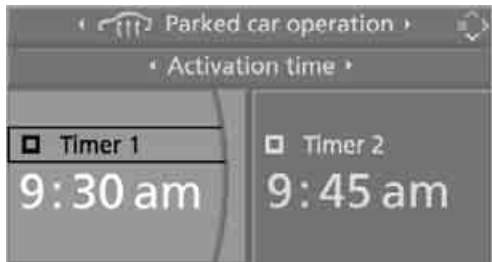 Parked car operation
Activation time
Timer 1
Timer 2
9:30 am
9:45 am